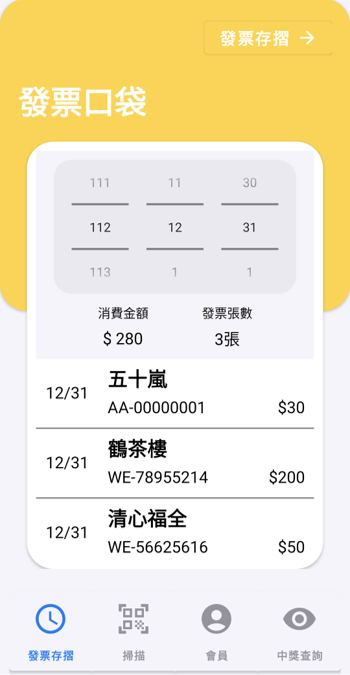 發票存摺 →
發票口袋
111 11 30
112 12 31
113 1 1
消費金額 發票張數
$ 280 3張
五十嵐
12/31 AA-00000001 $30
鶴茶樓
12/31 WE-78955214 $200
清心福全
12/31 WE-56625616 $50
發票存摺 掃描 會員 中獎查詢